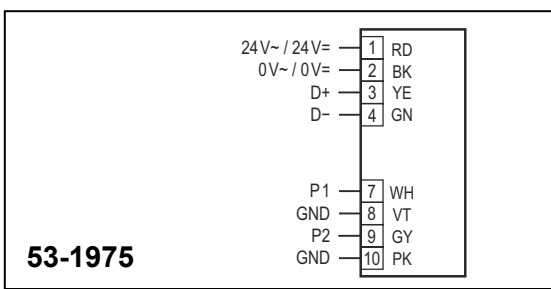 24V~ / 24V= 1 RD
0V~ / 0V= 2 BK
D+ 3 YE
D− 4 GN
P1 7 WH
GND 8 VT
P2 9 GY
GND 10 PK
53-1975